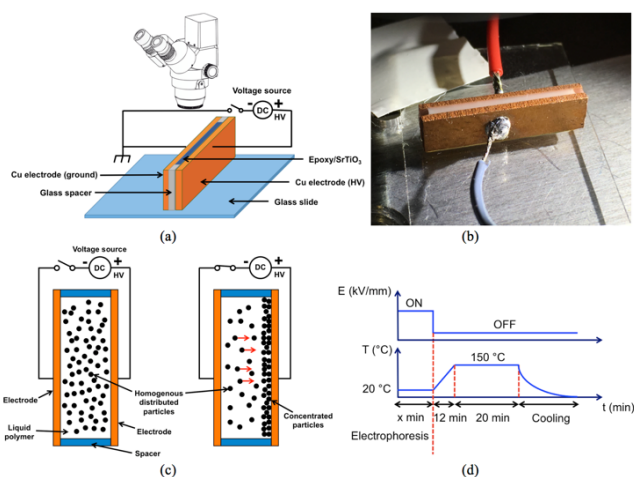 (a)
Voltage source
- DC +
HV
Epoxy/SrTiO3
Cu electrode (ground)
Cu electrode (HV)
Glass spacer
Glass slide
(b)
Voltage source
- DC +
HV
- DC +
HV
Electrode
Homogenous
distributed
particles
Liquid
polymer
Electrode
Spacer
Concentrated
particles
(c)
E (kV/mm)
ON
OFF
T (°C)
150 °C
20 °C
t (min)
x min
12 min
20 min
Cooling
Electrophoresis
(d)